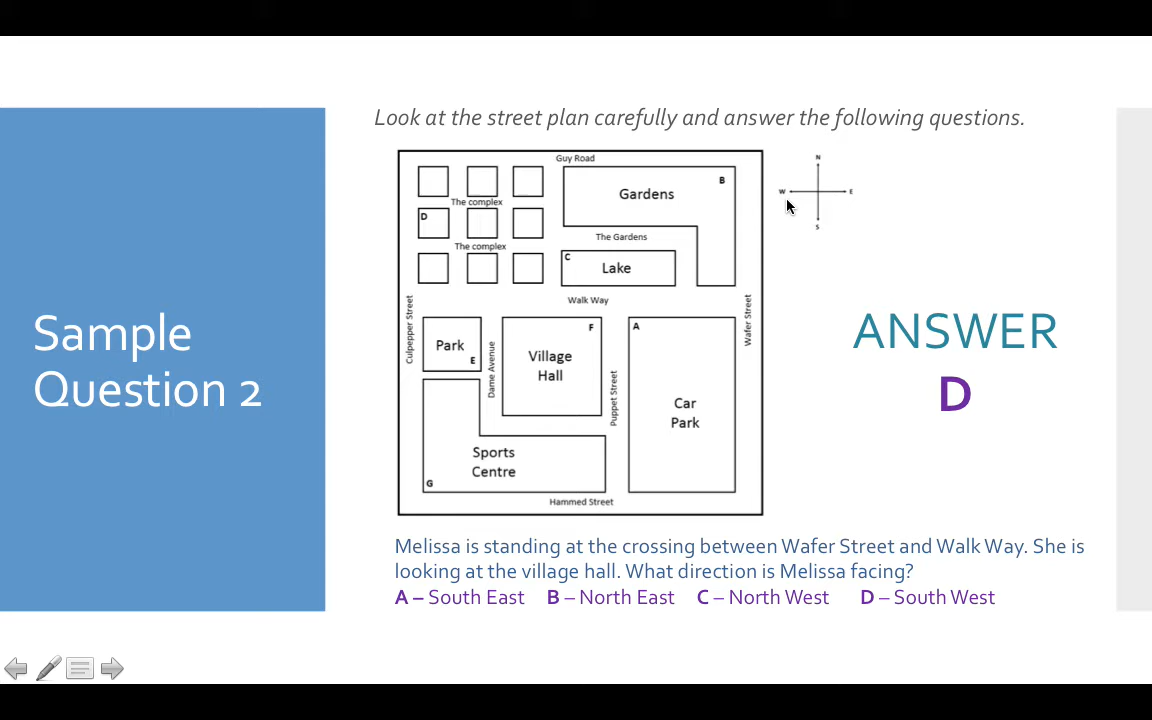 Look at the street plan carefully and answer the following questions.
Sample
Question 2
Guy Road
B
Gardens
The complex
D
The complex
The Gardens
C
Lake
Walk Way
Culpepper Street
Wafer Street
Park
E
Dame Avenue
F
Village
Hall
Puppet Street
A
Car
Park
Sports
Centre
G
Hammed Street
N
W
E
S
ANSWER
D
Melissa is standing at the crossing between Wafer Street and Walk Way. She is
looking at the village hall. What direction is Melissa facing?
A – South East B – North East C – North West D – South West